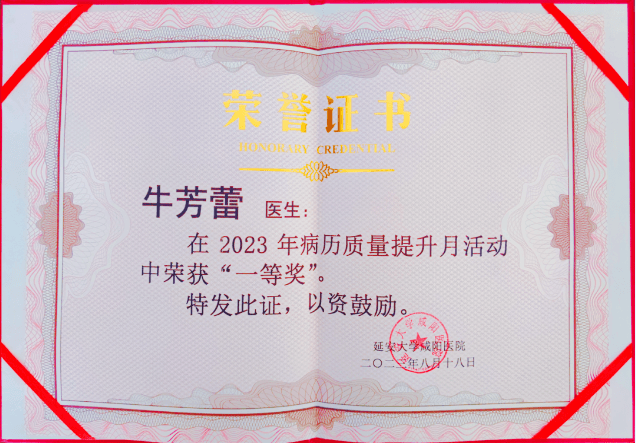 荣誉证书
HONORARY CREDENTIAL
牛芳蕾 医生：
在 2023 年病历质量提升月活动
中荣获“一等奖”。
特发此证，以资鼓励。
延安大学咸阳医院
二〇二三年八月十八日